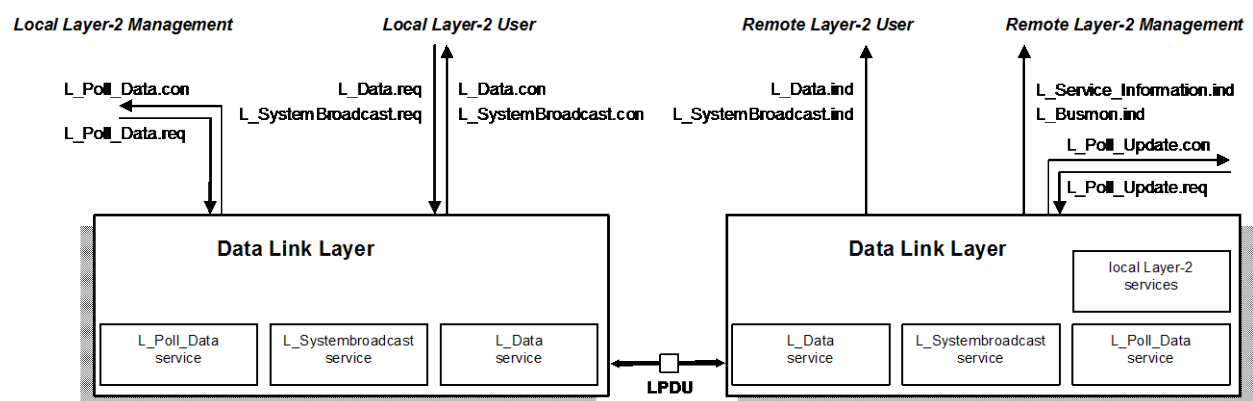 Local Layer-2 Management
Local Layer-2 User
Remote Layer-2 User
Remote Layer-2 Management
L_Poll_Data.con
L_Poll_Data.req
L_Data.req
L_SystemBroadcast.req
L_Data.con
L_SystemBroadcast.con
L_Data.ind
L_SystemBroadcast.ind
L_Service_Information.ind
L_Busmon.ind
L_Poll_Update.con
L_Poll_Update.req
Data Link Layer
L_Poll_Data
service
L_Systembroadcast
service
L_Data
service
LPDU
Data Link Layer
local Layer-2
services
L_Data
service
L_Systembroadcast
service
L_Poll_Data
service